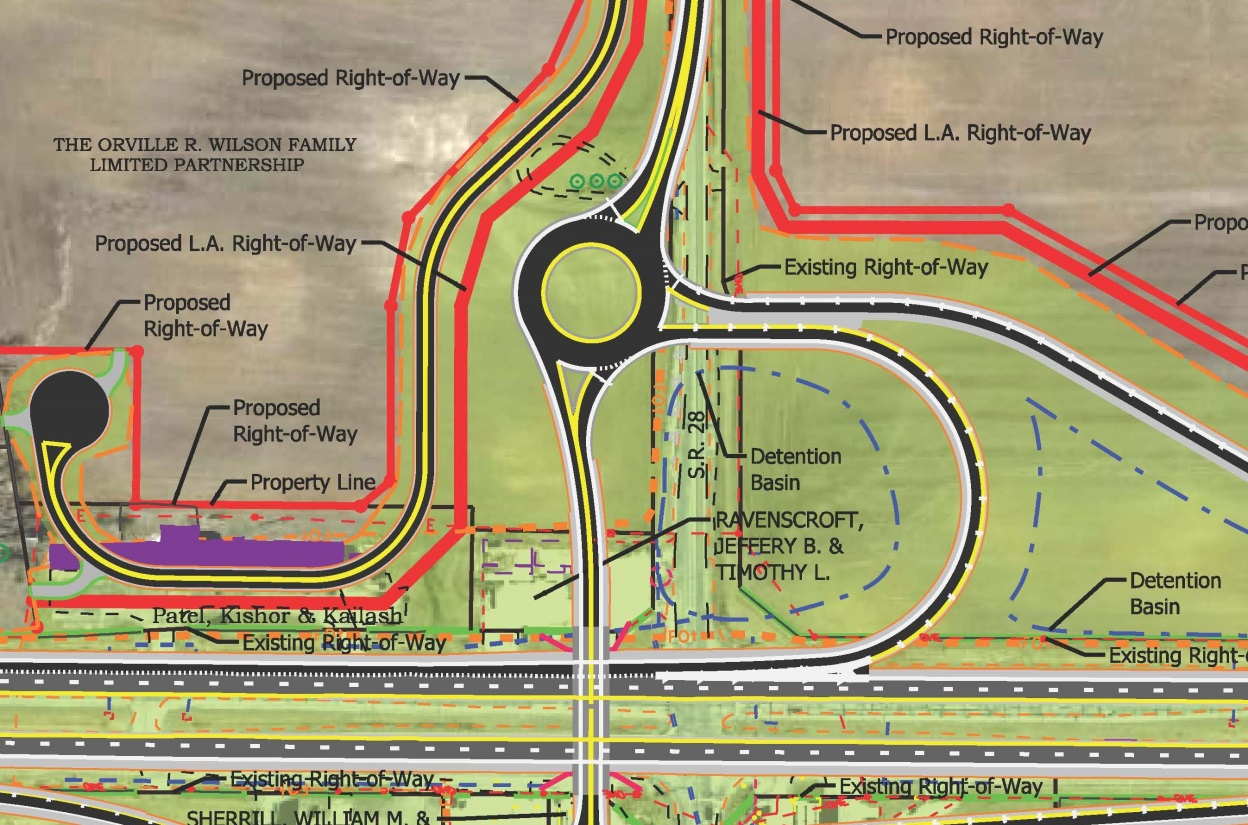 Proposed Right-of-Way
Proposed Right-of-Way
Proposed L.A. Right-of-Way
THE ORVILLE R. WILSON FAMILY
LIMITED PARTNERSHIP
Proposed L.A. Right-of-Way
Existing Right-of-Way
Propo
P
Proposed
Right-of-Way
Proposed
Right-of-Way
Property Line
S.R. 28
Detention
Basin
RAVENSCROFT,
JEFFERY B. &
TIMOTHY L.
E
E
Detention
Basin
Patel, Kishor & Kailash
Existing Right-of-Way
Existing Right-o
Existing Right-of-Way
Existing Right-of-Way
SHERRILL, WILLIAM M. &